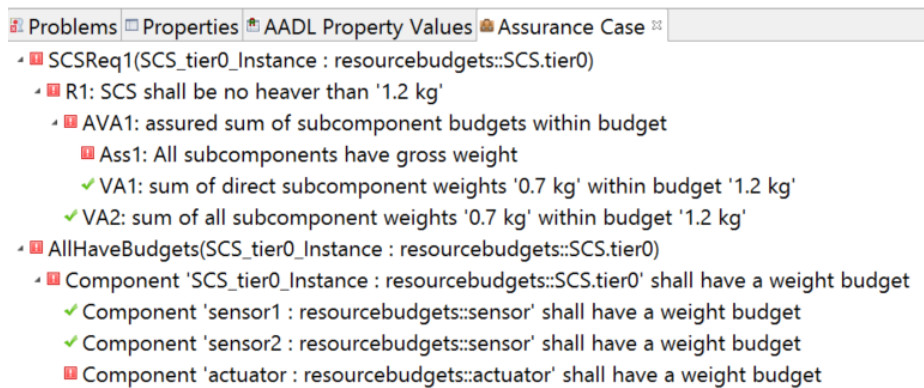 Problems Properties AADL Property Values Assurance Case
SCSReq1(SCS_tier0_Instance : resourcebudgets::SCS.tier0)
R1: SCS shall be no heaver than '1.2 kg'
AVA1: assured sum of subcomponent budgets within budget
Ass1: All subcomponents have gross weight
VA1: sum of direct subcomponent weights '0.7 kg' within budget '1.2 kg'
VA2: sum of all subcomponent weights '0.7 kg' within budget '1.2 kg'
AllHaveBudgets(SCS_tier0_Instance : resourcebudgets::SCS.tier0)
Component 'SCS_tier0_Instance : resourcebudgets::SCS.tier0' shall have a weight budget
Component 'sensor1 : resourcebudgets::sensor' shall have a weight budget
Component 'sensor2 : resourcebudgets::sensor' shall have a weight budget
Component 'actuator : resourcebudgets::actuator' shall have a weight budget